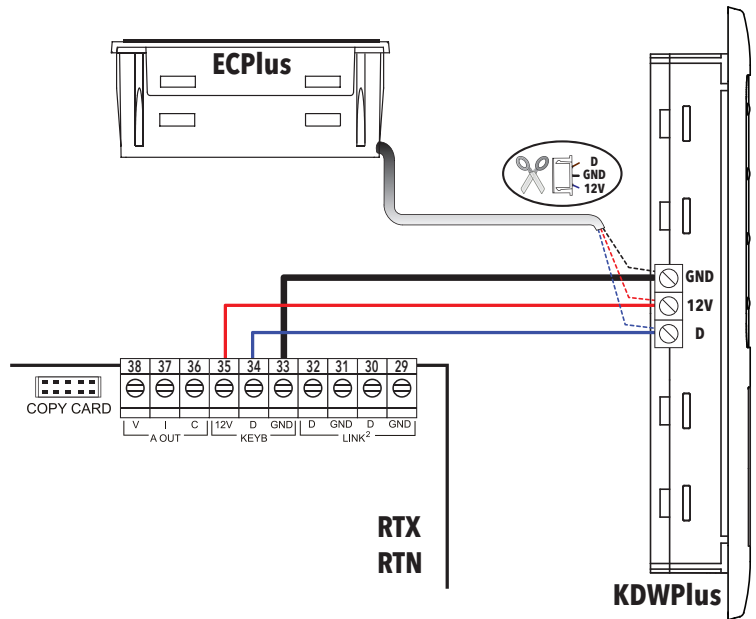 ECPlus
D
GND
12V
GND
12V
D
38 37 36 35 34 33 32 31 30 29
COPY CARD
V I C 12V D GND D GND D GND
A OUT KEYB LINK²
RTX
RTN
KDWPlus